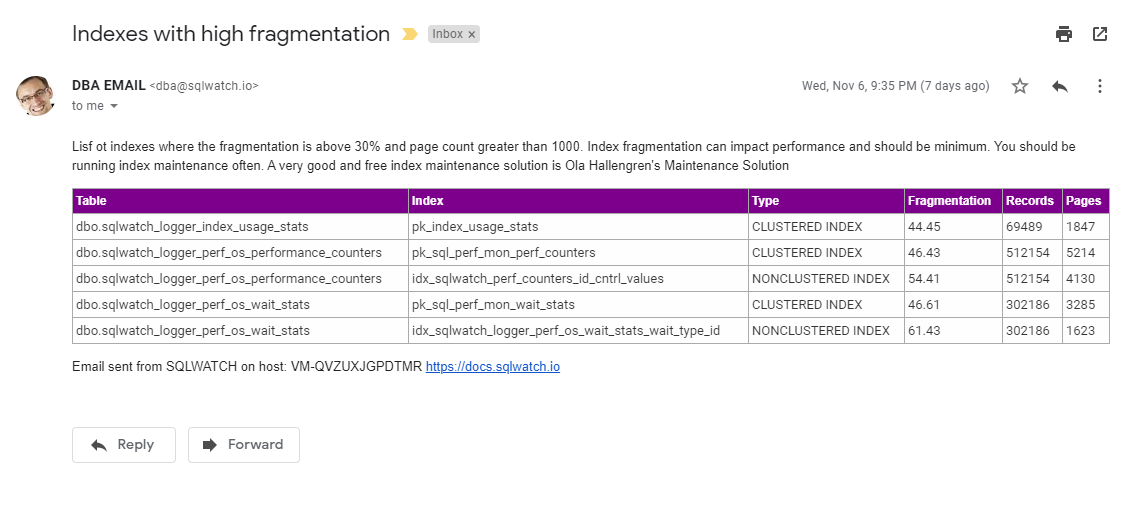 Indexes with high fragmentation Inbox ×
DBA EMAIL <dba@sqlwatch.io> Wed, Nov 6, 9:35 PM (7 days ago)
to me
Lisf ot indexes where the fragmentation is above 30% and page count greater than 1000. Index fragmentation can impact performance and should be minimum. You should be
running index maintenance often. A very good and free index maintenance solution is Ola Hallengren's Maintenance Solution
Table Index Type Fragmentation Records Pages
dbo.sqlwatch_logger_index_usage_stats pk_index_usage_stats CLUSTERED INDEX 44.45 69489 1847
dbo.sqlwatch_logger_perf_os_performance_counters pk_sql_perf_mon_perf_counters CLUSTERED INDEX 46.43 512154 5214
dbo.sqlwatch_logger_perf_os_performance_counters idx_sqlwatch_perf_counters_id_cntrl_values NONCLUSTERED INDEX 54.41 512154 4130
dbo.sqlwatch_logger_perf_os_wait_stats pk_sql_perf_mon_wait_stats CLUSTERED INDEX 46.61 302186 3285
dbo.sqlwatch_logger_perf_os_wait_stats idx_sqlwatch_logger_perf_os_wait_stats_wait_type_id NONCLUSTERED INDEX 61.43 302186 1623
Email sent from SQLWATCH on host: VM-QVZUXJGPDTMR https://docs.sqlwatch.io
Reply Forward